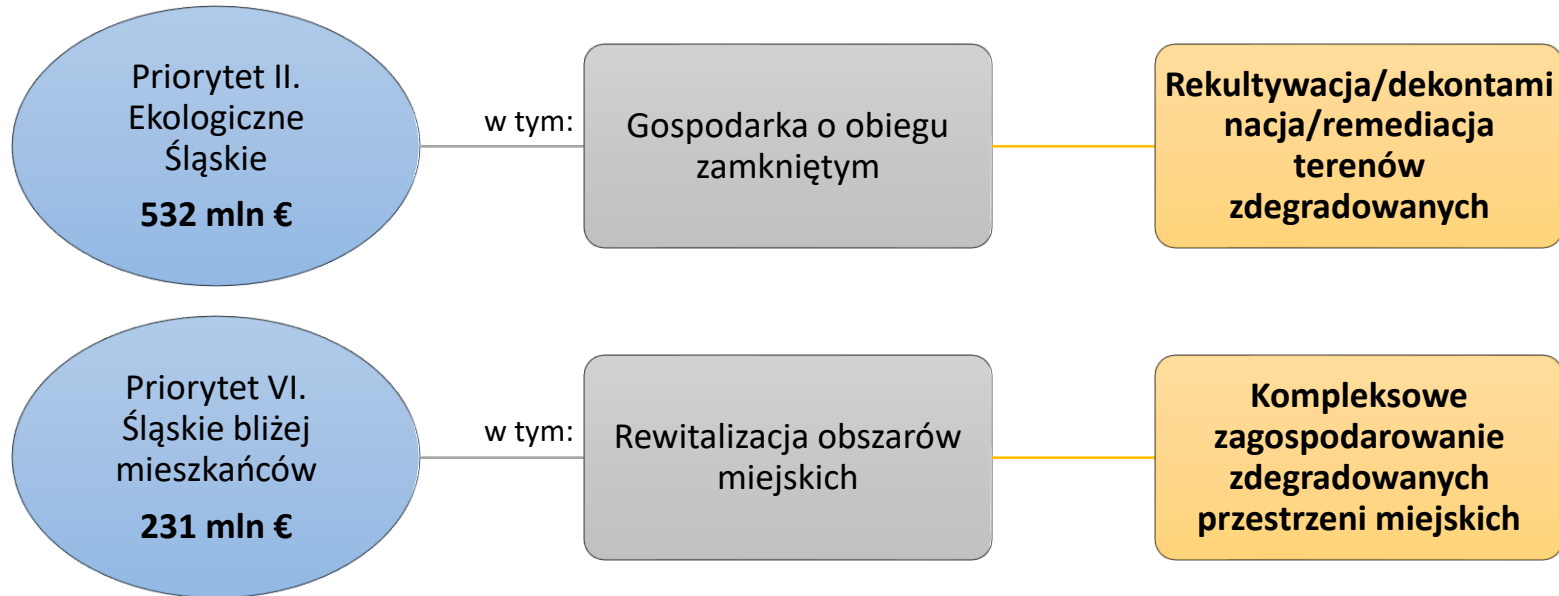 Priorytet II.
Ekologiczne
Śląskie
532 mln €
w tym:
Gospodarka o obiegu
zamkniętym
Rekultywacja/dekontami
nacja/remediacja
terenów
zdegradowanych
Priorytet VI.
Śląskie bliżej
mieszkańców
231 mln €
w tym:
Rewitalizacja obszarów
miejskich
Kompleksowe
zagospodarowanie
zdegradowanych
przestrzeni miejskich